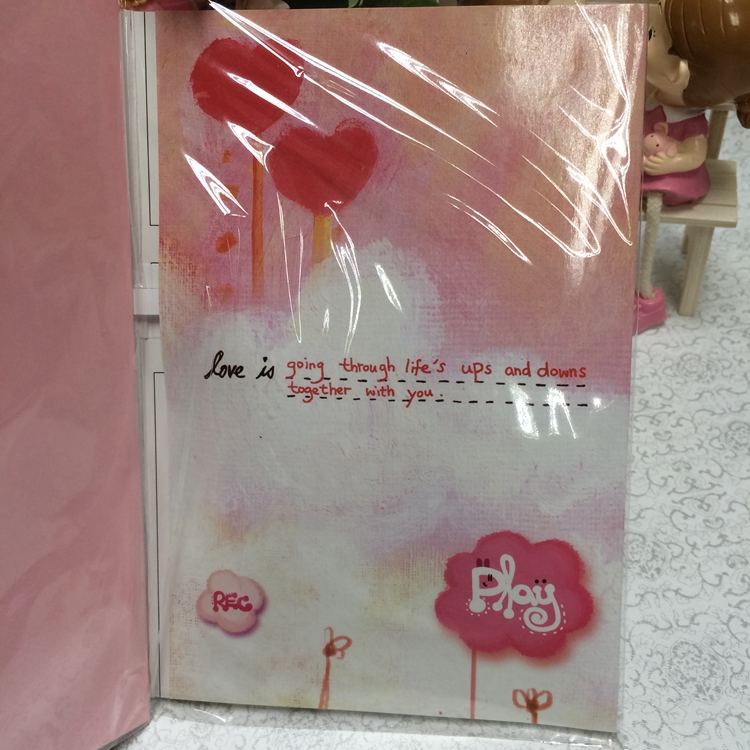 love is going through life's ups and downs
together with you.
REC
Play